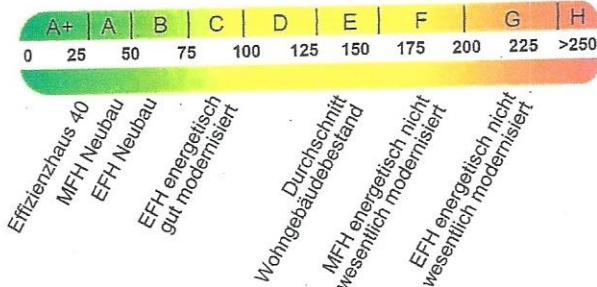 A+ A B C D E F G H
0 25 50 75 100 125 150 175 200 225 >250
Effizienzhaus 40
MFH Neubau
EFH Neubau
EFH energetisch
gut modernisiert
Durchschnitt
Wohngebäudebestand
MFH energetisch nicht
wesentlich modernisiert
EFH energetisch nicht
wesentlich modernisiert